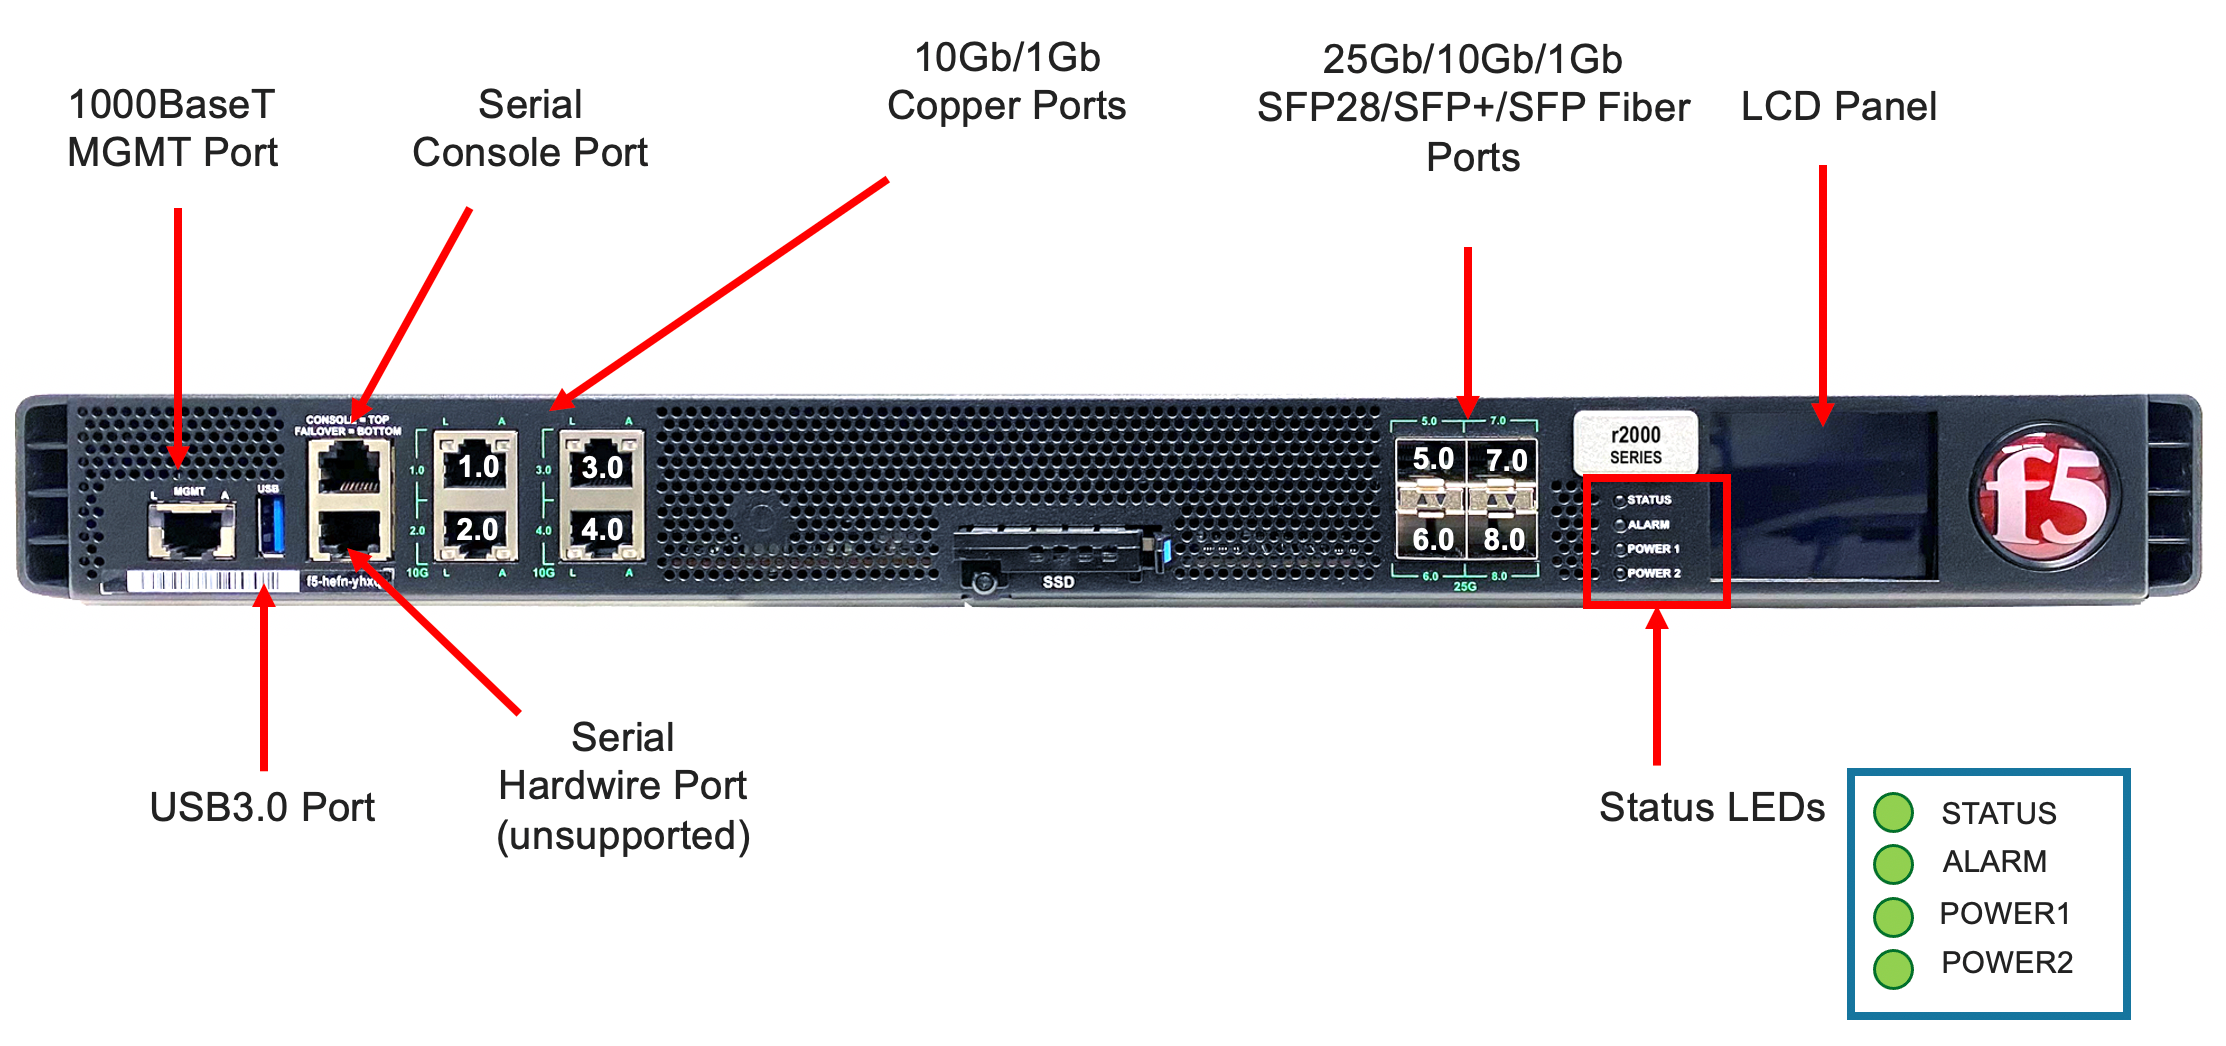 1000BaseT
MGMT Port
Serial
Console Port
10Gb/1Gb
Copper Ports
25Gb/10Gb/1Gb
SFP28/SFP+/SFP Fiber
Ports
LCD Panel
CONSOLE = TOP
FAILOVER = BOTTOM
L MGMT A
USB
L A
1.0 1.0
2.0 2.0
10G L A
L A
3.0 3.0
4.0 4.0
10G L A
SSD
5.0 7.0
5.0 7.0
6.0 8.0
6.0 8.0
25G
r2000
SERIES
STATUS
ALARM
POWER 1
POWER 2
f5
USB3.0 Port
Serial
Hardwire Port
(unsupported)
Status LEDs
STATUS
ALARM
POWER1
POWER2